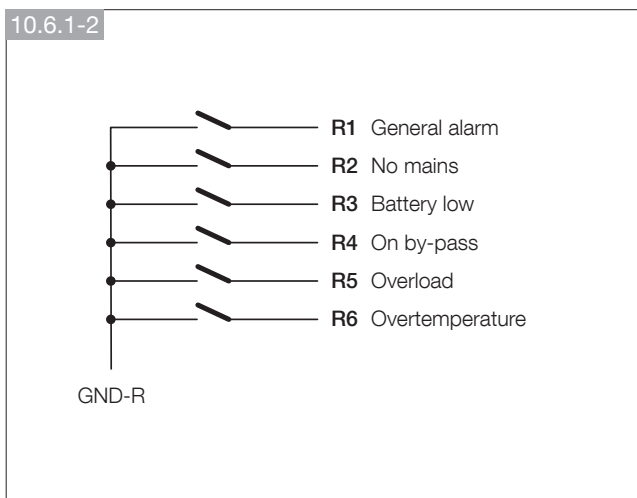 10.6.1-2
R1 General alarm
R2 No mains
R3 Battery low
R4 On by-pass
R5 Overload
R6 Overtemperature
GND-R